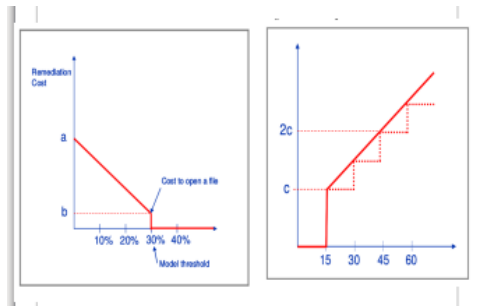 Remediation
Cost
a
Cost to open a file
b
10% 20% 30% 40%
Model threshold
2c
c
15 30 45 60